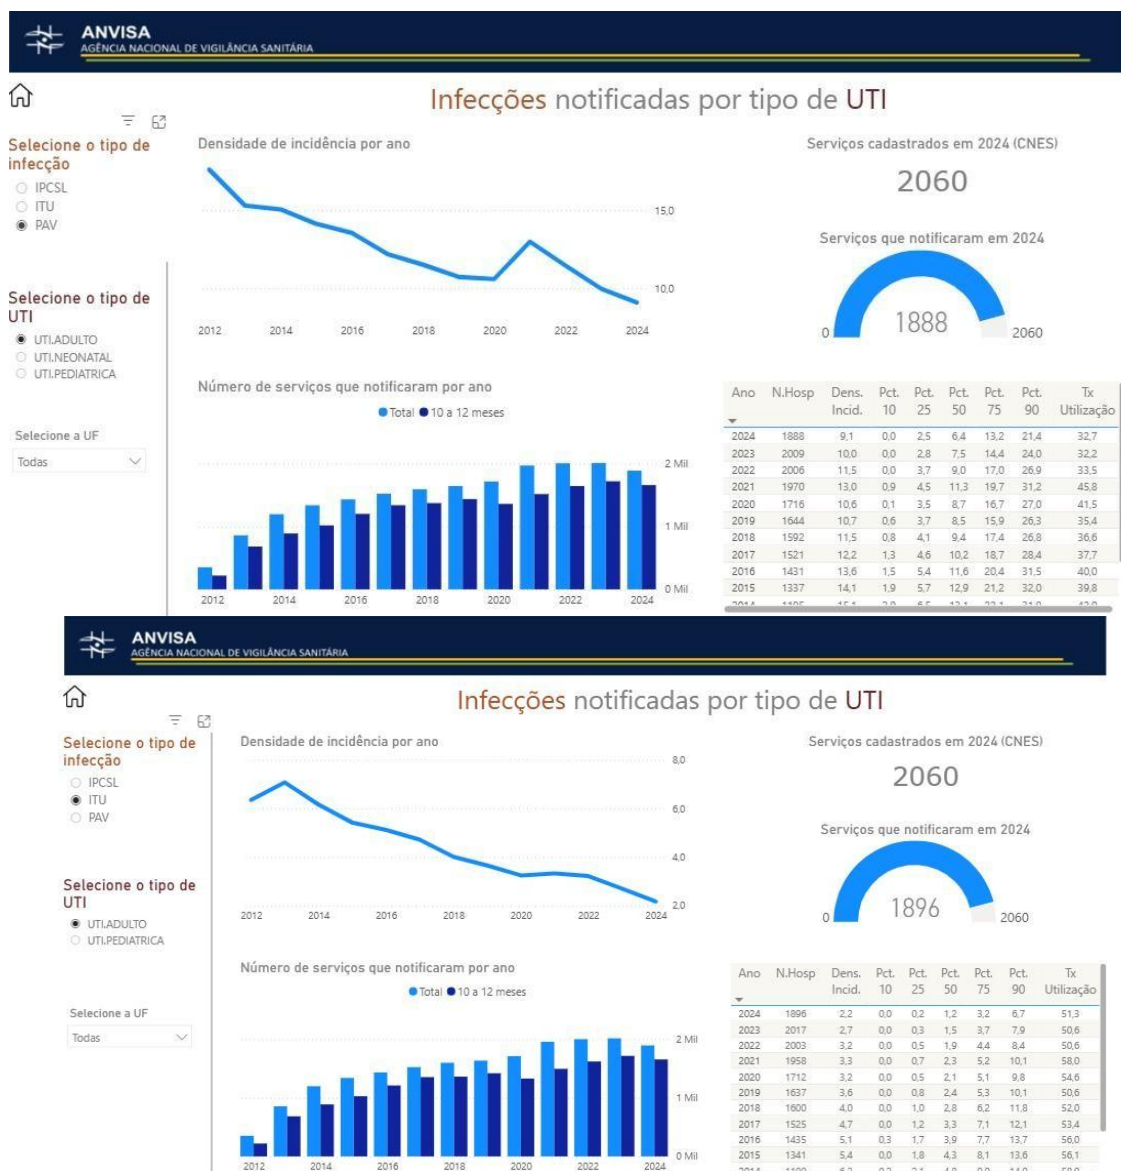 ANVISA
AGÊNCIA NACIONAL DE VIGILÂNCIA SANITÁRIA
Infecções notificadas por tipo de UTI
Selecione o tipo de
infecção
IPCSL
ITU
PAV
Selecione o tipo de
UTI
UTI.ADULTO
UTI.NEONATAL
UTI.PEDIATRICA
Selecione a UF
Todas
Densidade de incidência por ano
15,0
10,0
2012 2014 2016 2018 2020 2022 2024
Número de serviços que notificaram por ano
Total 10 a 12 meses
2 Mil
1 Mil
0 Mil
2012 2014 2016 2018 2020 2022 2024
Serviços cadastrados em 2024 (CNES)
2060
Serviços que notificaram em 2024
1888
0 2060
Ano N.Hosp Dens. Pct. Pct. Pct. Pct. Pct. Tx
Incid. 10 25 50 75 90 Utilização
2024 1888 9,1 0,0 2,5 6,4 13,2 21,4 32,7
2023 2009 10,0 0,0 2,8 7,5 14,4 24,0 32,2
2022 2006 11,5 0,0 3,7 9,0 17,0 26,9 33,5
2021 1970 13,0 0,9 4,5 11,3 19,7 31,2 45,8
2020 1716 10,6 0,1 3,5 8,7 16,7 27,0 41,5
2019 1644 10,7 0,6 3,7 8,5 15,9 26,3 35,4
2018 1592 11,5 0,8 4,1 9,4 17,4 26,8 36,6
2017 1521 12,2 1,3 4,6 10,2 18,7 28,4 37,7
2016 1431 13,6 1,5 5,4 11,6 20,4 31,5 40,0
2015 1337 14,1 1,9 5,7 12,9 21,2 32,0 39,8
ANVISA
AGÊNCIA NACIONAL DE VIGILÂNCIA SANITÁRIA
Infecções notificadas por tipo de UTI
Selecione o tipo de
infecção
IPCSL
ITU
PAV
Selecione o tipo de
UTI
UTI.ADULTO
UTI.PEDIATRICA
Selecione a UF
Todas
Densidade de incidência por ano
8,0
6,0
4,0
2,0
2012 2014 2016 2018 2020 2022 2024
Número de serviços que notificaram por ano
Total 10 a 12 meses
2 Mil
1 Mil
0 Mil
2012 2014 2016 2018 2020 2022 2024
Serviços cadastrados em 2024 (CNES)
2060
Serviços que notificaram em 2024
1896
0 2060
Ano N.Hosp Dens. Pct. Pct. Pct. Pct. Pct. Tx
Incid. 10 25 50 75 90 Utilização
2024 1896 2,2 0,0 0,2 1,2 3,2 6,7 51,3
2023 2017 2,7 0,0 0,3 1,5 3,7 7,9 50,6
2022 2003 3,2 0,0 0,5 1,9 4,4 8,4 50,6
2021 1958 3,3 0,0 0,7 2,3 5,2 10,1 58,0
2020 1712 3,2 0,0 0,5 2,1 5,1 9,8 54,6
2019 1637 3,6 0,0 0,8 2,4 5,3 10,1 50,6
2018 1600 4,0 0,0 1,0 2,8 6,2 11,8 52,0
2017 1525 4,7 0,0 1,2 3,3 7,1 12,1 53,4
2016 1435 5,1 0,3 1,7 3,9 7,7 13,7 56,0
2015 1341 5,4 0,0 1,8 4,3 8,1 13,6 56,1